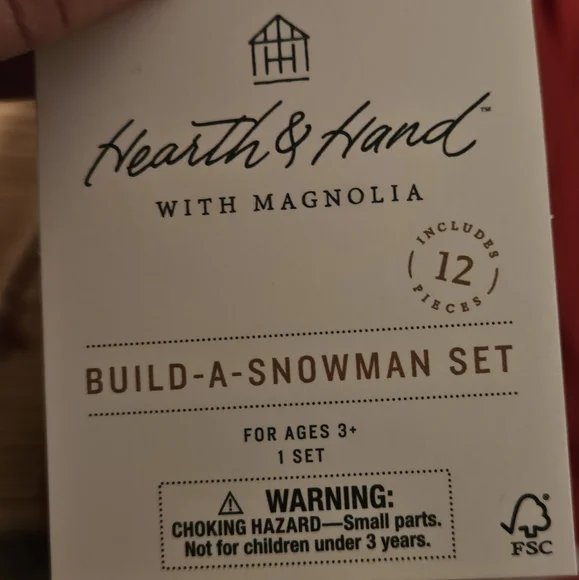 Hearth & Hand™
WITH MAGNOLIA
INCLUDES
12
PIECES
BUILD-A-SNOWMAN SET
FOR AGES 3+
1 SET
⚠ WARNING:
CHOKING HAZARD—Small parts.
Not for children under 3 years.
FSC